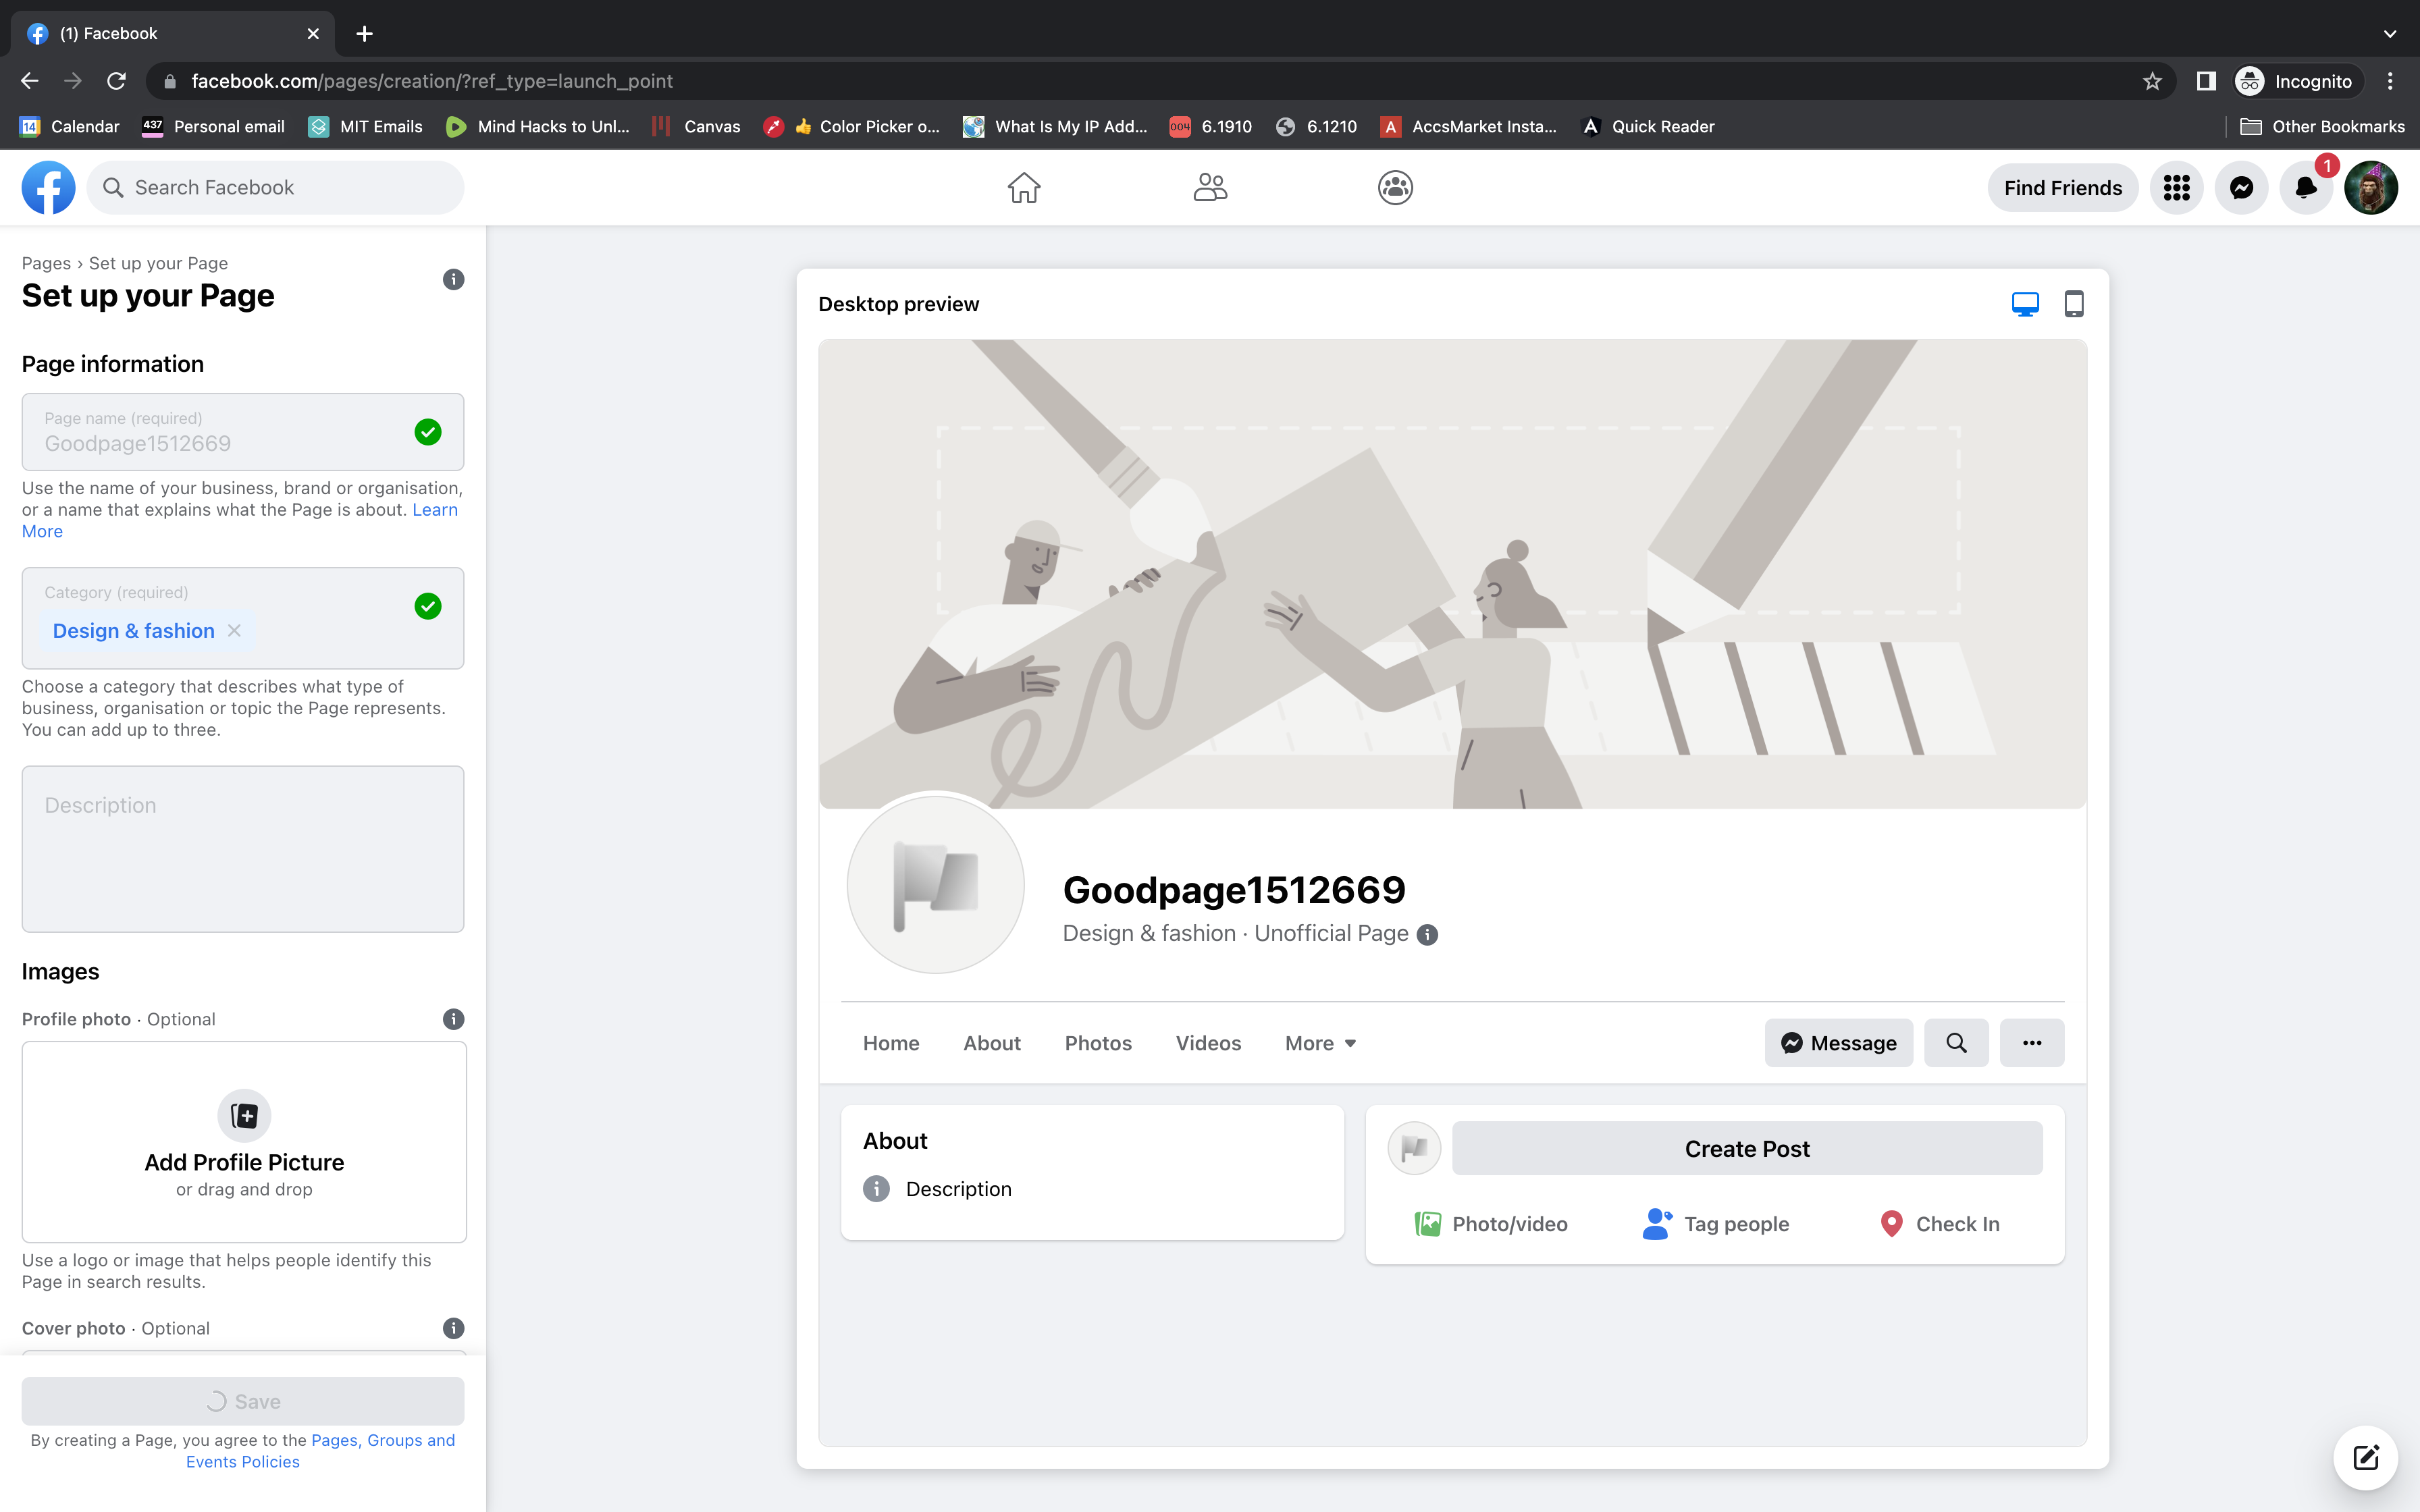 (1) Facebook
facebook.com/pages/creation/?ref_type=launch_point
Incognito
14 Calendar
437 Personal email
MIT Emails
Mind Hacks to Unl...
Canvas
👍 Color Picker o...
What Is My IP Add...
004 6.1910
6.1210
A AccsMarket Insta...
A Quick Reader
Other Bookmarks
Search Facebook
Find Friends
1
Pages › Set up your Page
Set up your Page
Page information
Page name (required)
Goodpage1512669
Use the name of your business, brand or organisation,
or a name that explains what the Page is about. Learn
More
Category (required)
Design & fashion
Choose a category that describes what type of
business, organisation or topic the Page represents.
You can add up to three.
Description
Images
Profile photo · Optional
Add Profile Picture
or drag and drop
Use a logo or image that helps people identify this
Page in search results.
Cover photo · Optional
Save
By creating a Page, you agree to the Pages, Groups and
Events Policies
Desktop preview
Goodpage1512669
Design & fashion · Unofficial Page
Home
About
Photos
Videos
More
Message
About
Description
Create Post
Photo/video
Tag people
Check In